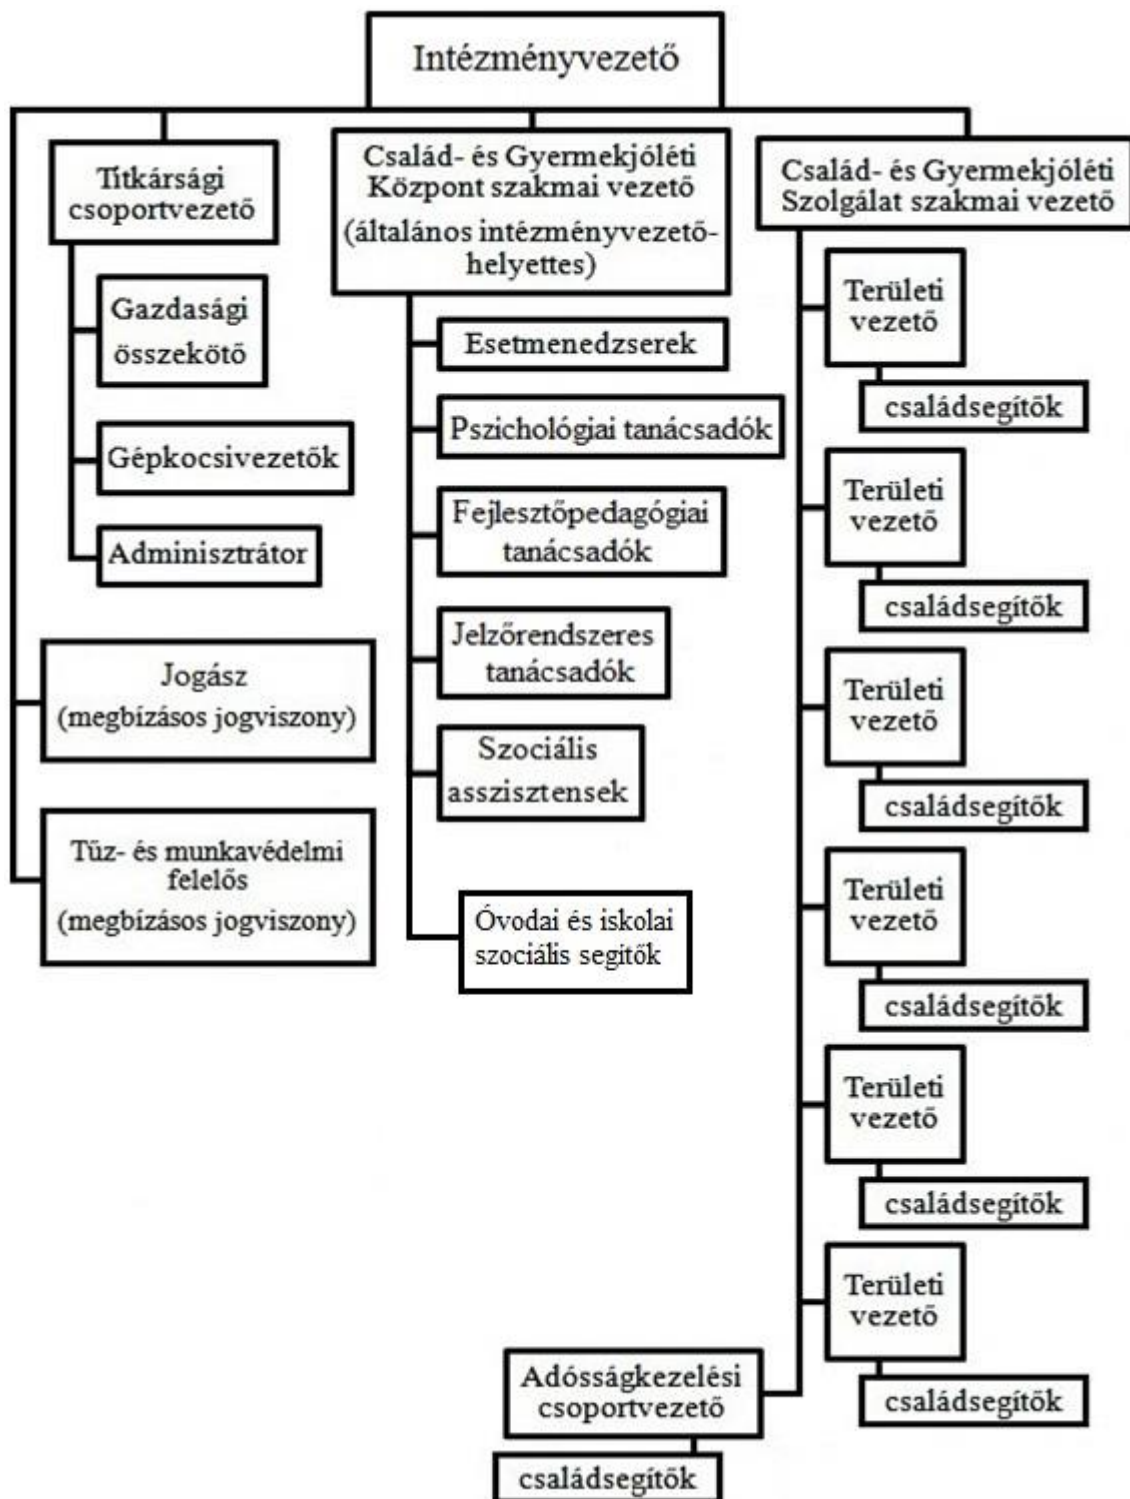 Intézményvezető
Titkársági
csoportvezető
Gazdasági
összekötő
Gépkocsivezetők
Adminisztrátor
Jogász
(megbízásos jogviszony)
Tűz- és munkavédelmi
felelős
(megbízásos jogviszony)
Család- és Gyermekjóléti
Központ szakmai vezető
(általános intézményvezető-
helyettes)
Esetmenedzserek
Pszichológiai tanácsadók
Fejlesztőpedagógiai
tanácsadók
Jelzőrendszeres
tanácsadók
Szociális
asszisztensek
Óvodai és iskolai
szociális segítők
Család- és Gyermekjóléti
Szolgálat szakmai vezető
Területi
vezető
családsegítők
Területi
vezető
családsegítők
Területi
vezető
családsegítők
Területi
vezető
családsegítők
Területi
vezető
családsegítők
Területi
vezető
családsegítők
Adósságkezelési
csoportvezető
családsegítők